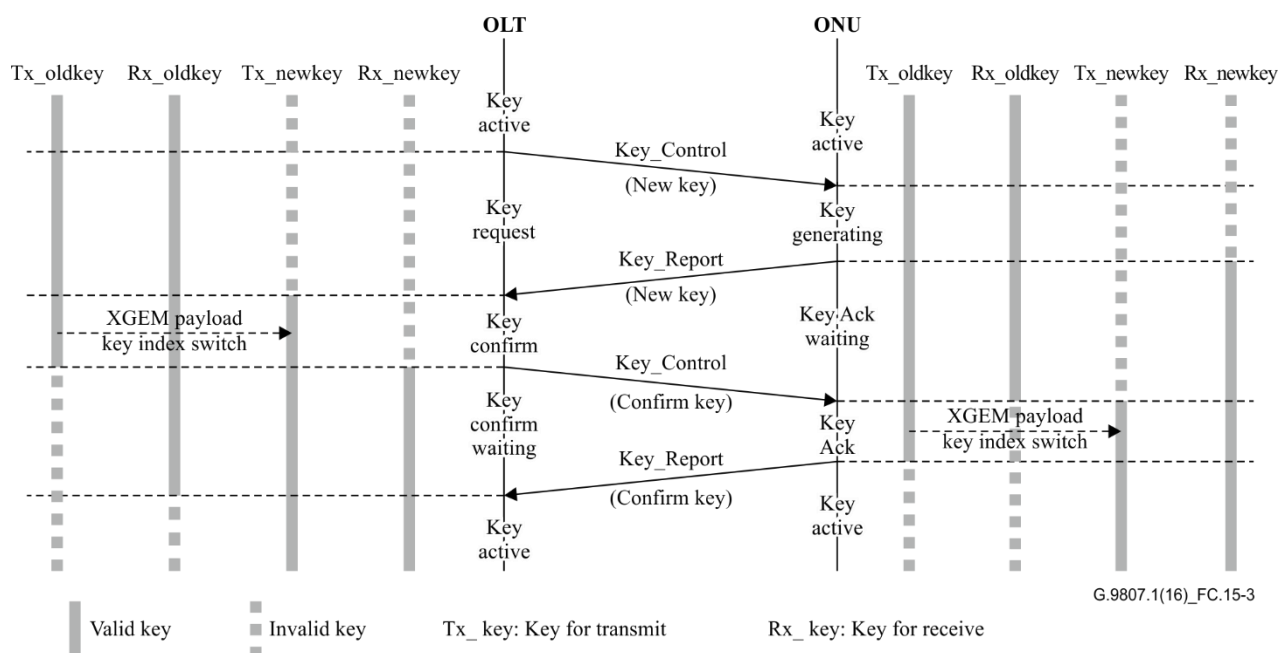 OLT
ONU
Tx_oldkey
Rx_oldkey
Tx_newkey
Rx_newkey
Tx_oldkey
Rx_oldkey
Tx_newkey
Rx_newkey
Key
active
Key
active
Key_Control
(New key)
Key
request
Key
generating
Key_Report
(New key)
XGEM payload
key index switch
Key
confirm
Key Ack
waiting
Key_Control
(Confirm key)
Key
confirm
waiting
Key
Ack
XGEM payload
key index switch
Key_Report
(Confirm key)
Key
active
Key
active
G.9807.1(16)_FC.15-3
Valid key
Invalid key
Tx_ key: Key for transmit
Rx_ key: Key for receive